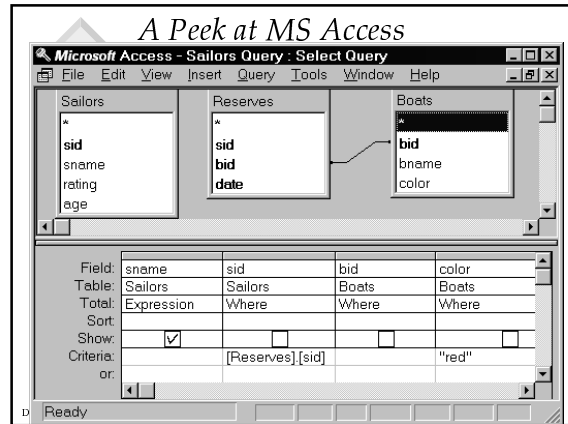 A Peek at MS Access
Microsoft Access - Sailors Query : Select Query
File Edit View Insert Query Tools Window Help
Sailors
*
sid
sname
rating
age
Reserves
*
sid
bid
date
Boats
*
bid
bname
color
Field: sname sid bid color
Table: Sailors Sailors Boats Boats
Total: Expression Where Where Where
Sort:
Show:
Criteria: [Reserves].[sid] "red"
or:
D
Ready